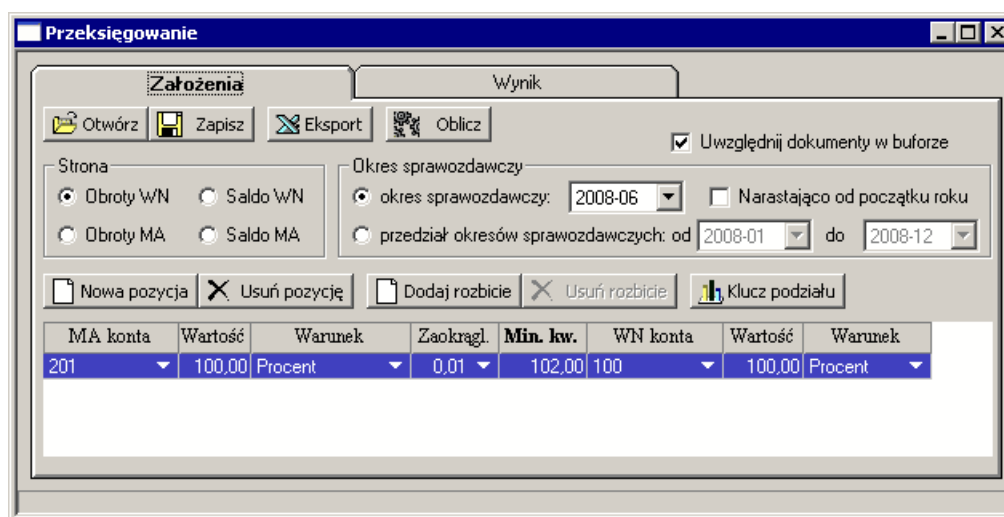 Przeksięgowanie
Założenia Wynik
Otwórz Zapisz Eksport Oblicz
Uwzględnij dokumenty w buforze
Strona Okres sprawozdawczy
Obroty WN Saldo WN okres sprawozdawczy: 2008-06 Narastająco od początku roku
Obroty MA Saldo MA przedział okresów sprawozdawczych: od 2008-01 do 2008-12
Nowa pozycja Usuń pozycję Dodaj rozbicie Usuń rozbicie Klucz podziału
MA konta Wartość Warunek Zaokrągl. Min. kw. WN konta Wartość Warunek
201 100,00 Procent 0,01 102,00 100 100,00 Procent